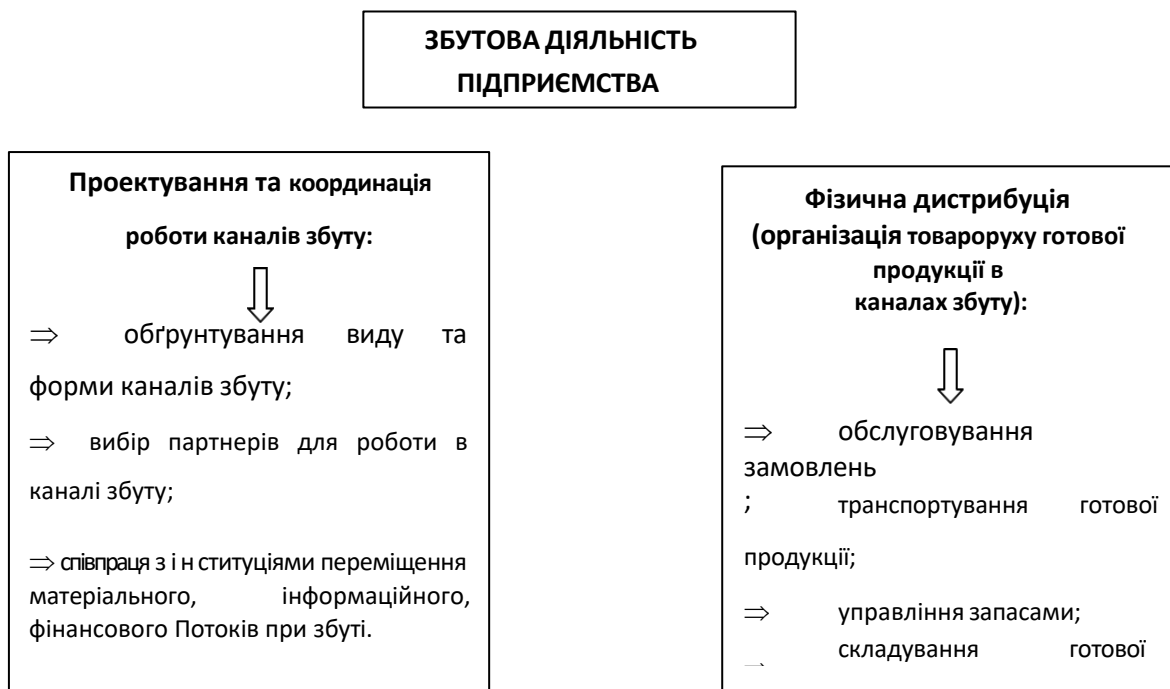 ЗБУТОВА ДІЯЛЬНІСТЬ
ПІДПРИЄМСТВА
Проектування та координація
роботи каналів збуту:
⇒ обґрунтування виду та
форми каналів збуту;
⇒ вибір партнерів для роботи в
каналі збуту;
⇒ співпраця з і н ституціями переміщення
матеріального, інформаційного,
фінансового Потоків при збуті.
Фізична дистрибуція
(організація товароруху готової
продукції в
каналах збуту):
⇒ обслуговування
замовлень
; транспортування готової
продукції;
⇒ управління запасами;
складування готової